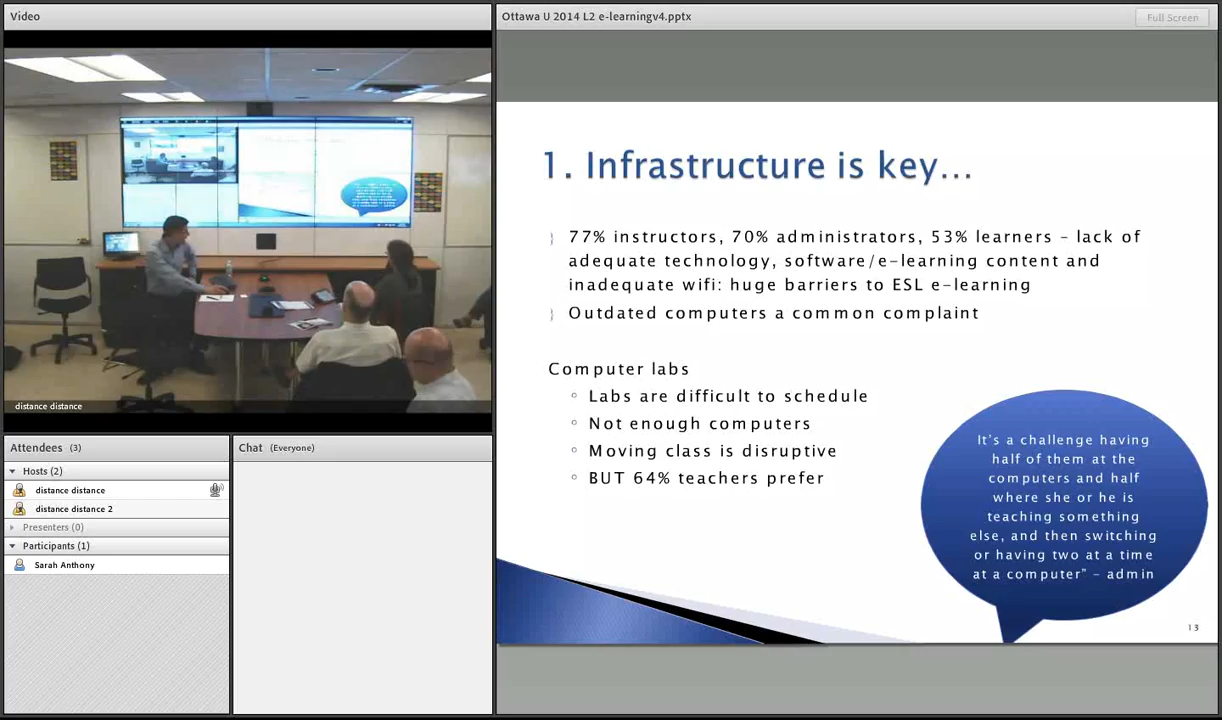 Video
Ottawa U 2014 L2 e-learningv4.pptx
Full Screen
distance distance
Attendees (3)
Hosts (2)
distance distance
distance distance 2
Presenters (0)
Participants (1)
Sarah Anthony
Chat (Everyone)
1. Infrastructure is key...
77% instructors, 70% administrators, 53% learners – lack of
adequate technology, software/e-learning content and
inadequate wifi: huge barriers to ESL e-learning
Outdated computers a common complaint
Computer labs
Labs are difficult to schedule
Not enough computers
Moving class is disruptive
BUT 64% teachers prefer
It's a challenge having
half of them at the
computers and half
where she or he is
teaching something
else, and then switching
or having two at a time
at a computer" – admin
13